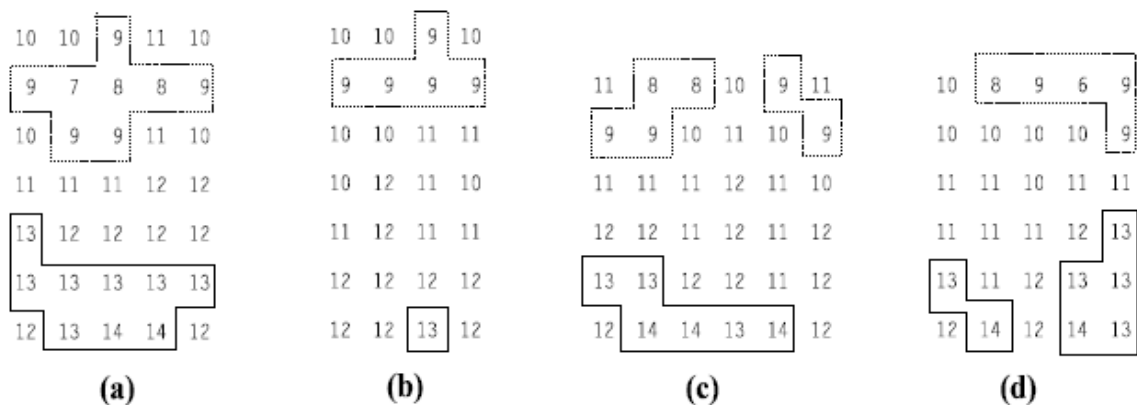 10 10 9 11 10
9 7 8 8 9
10 9 9 11 10
11 11 11 12 12
13 12 12 12 12
13 13 13 13 13
12 13 14 14 12
(a)
10 10 9 10
9 9 9 9
10 10 11 11
10 12 11 10
11 12 11 11
12 12 12 12
12 12 13 12
(b)
11 8 8 10 9 11
9 9 10 11 10 9
11 11 11 12 11 10
12 12 11 12 11 12
13 13 12 12 11 12
12 14 14 13 14 12
(c)
10 8 9 6 9
10 10 10 10 9
11 11 10 11 11
11 11 11 12 13
13 11 12 13 13
12 14 12 14 13
(d)